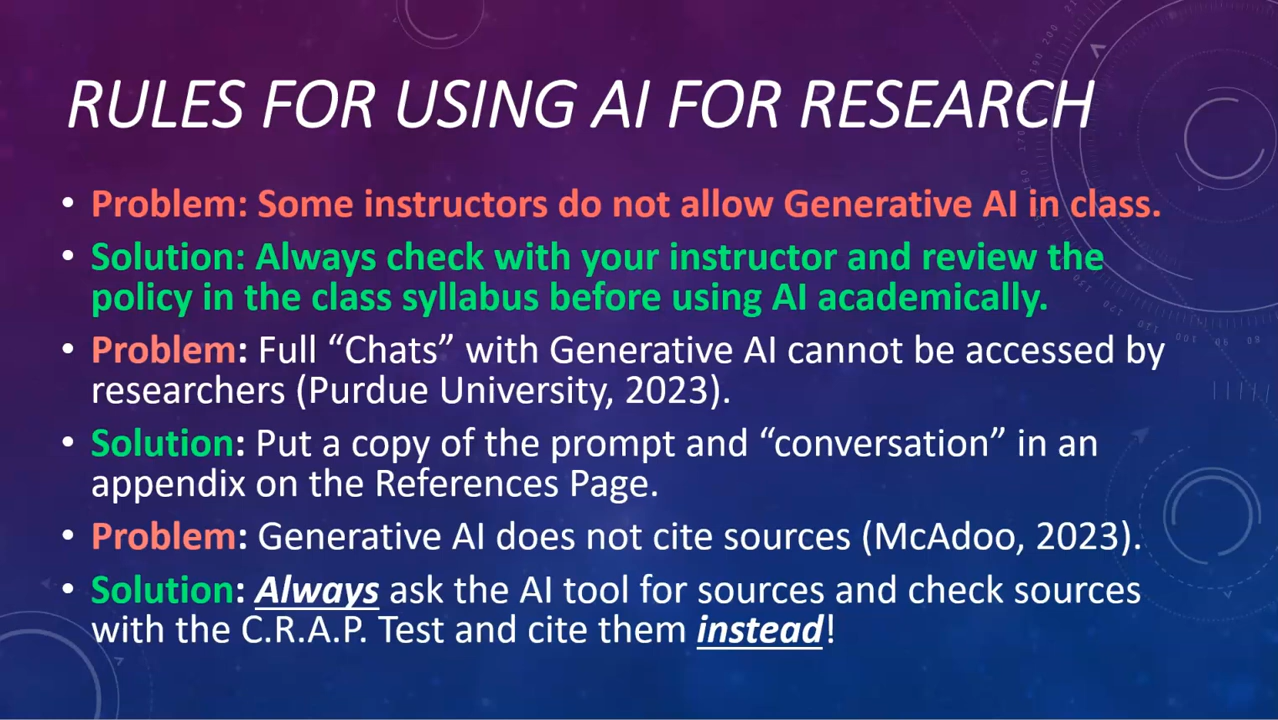 RULES FOR USING AI FOR RESEARCH
• Problem: Some instructors do not allow Generative AI in class.
• Solution: Always check with your instructor and review the
policy in the class syllabus before using AI academically.
• Problem: Full “Chats” with Generative AI cannot be accessed by
researchers (Purdue University, 2023).
• Solution: Put a copy of the prompt and “conversation” in an
appendix on the References Page.
• Problem: Generative AI does not cite sources (McAdoo, 2023).
• Solution: Always ask the AI tool for sources and check sources
with the C.R.A.P. Test and cite them instead!